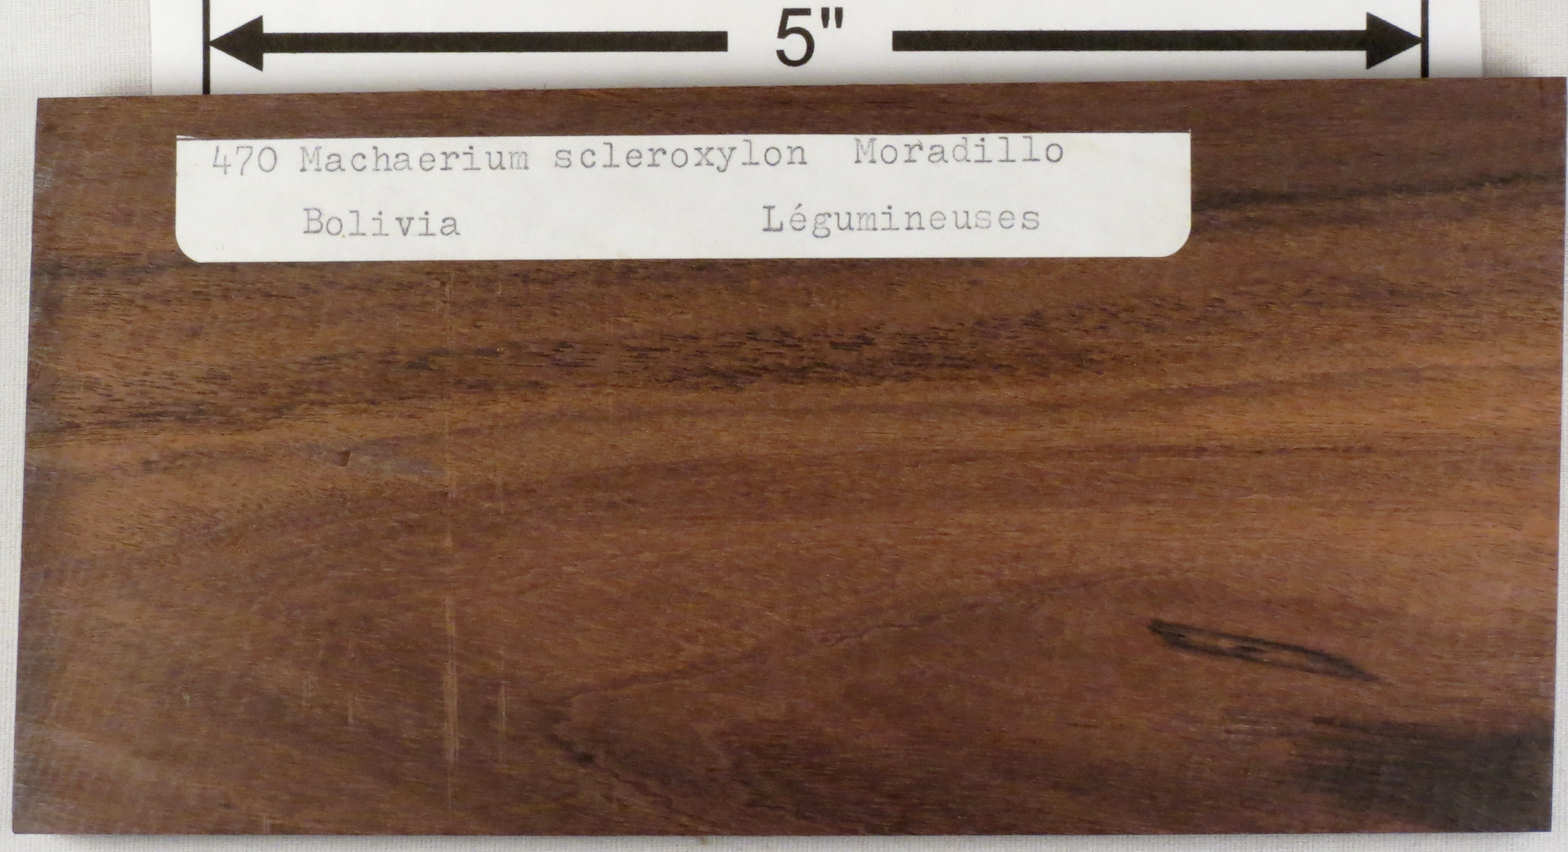 5"
470 Machaerium scleroxylon Moradillo
Bolivia Légumineuses